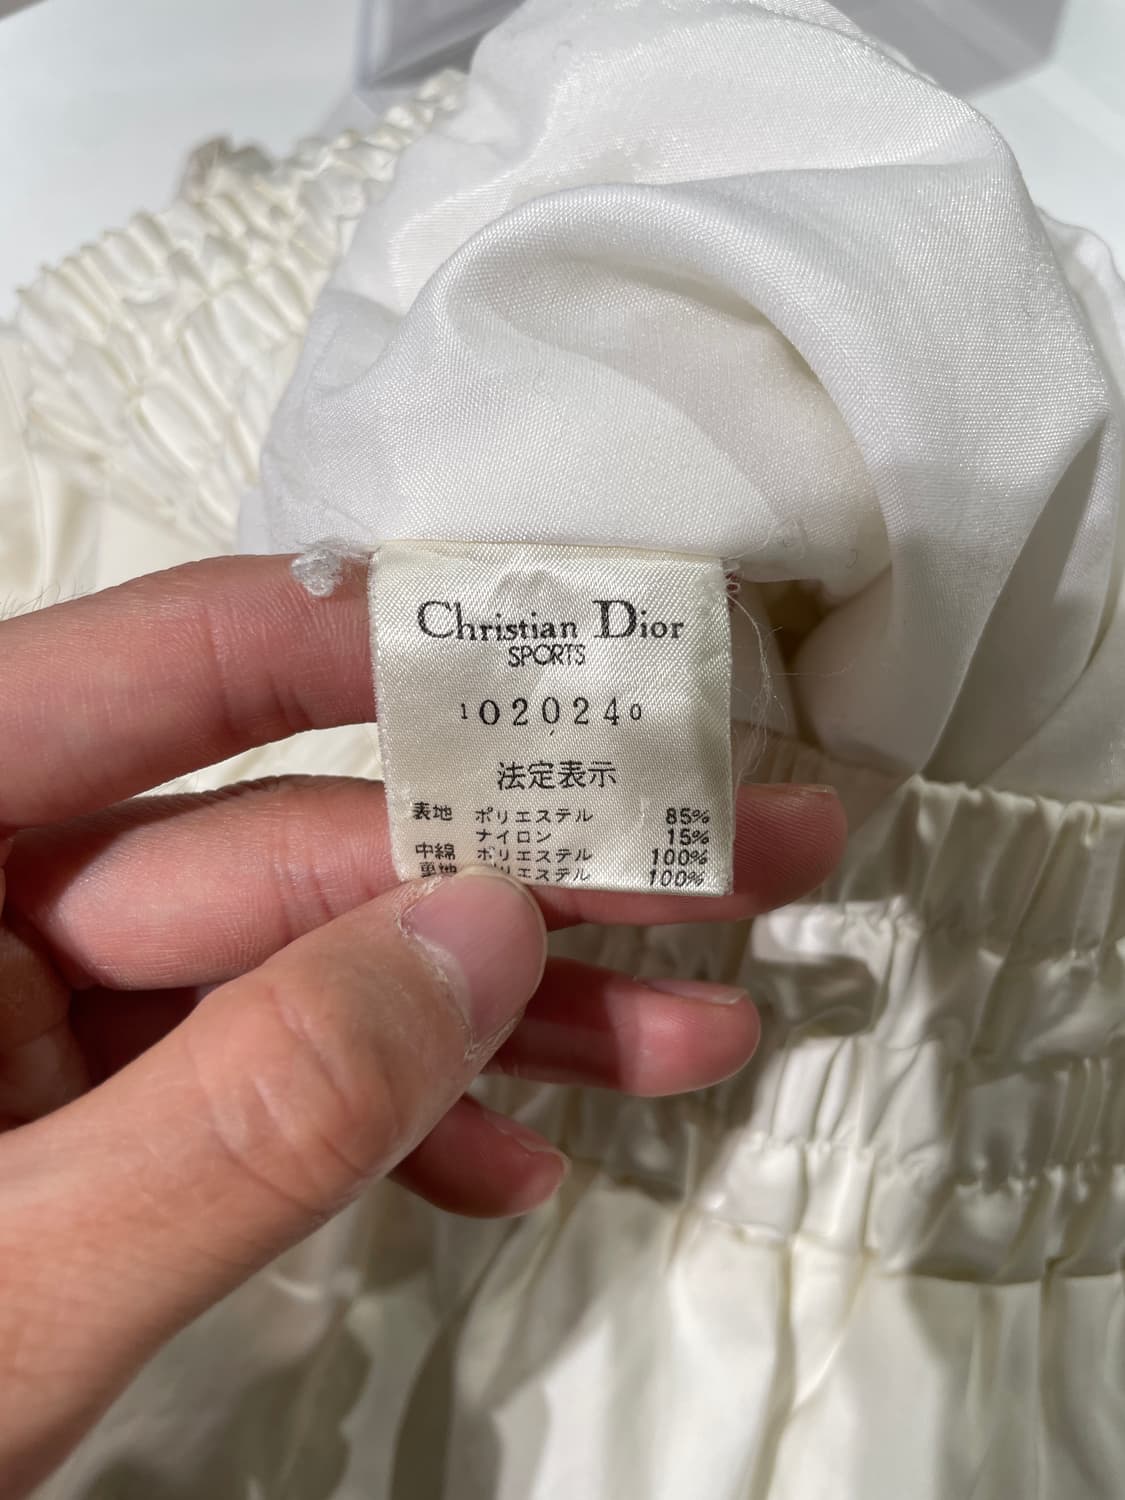 Christian Dior
SPORTS
1020240
法定表示
表地 ポリエステル 85%
ナイロン 15%
中綿 ポリエステル 100%
裏地 ポリエステル 100%